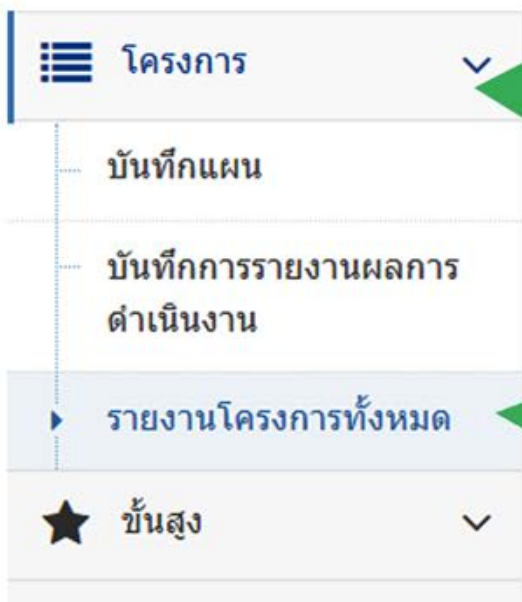 โครงการ
บันทึกแผน
บันทึกการรายงานผลการ
ดำเนินงาน
รายงานโครงการทั้งหมด
ขั้นสูง